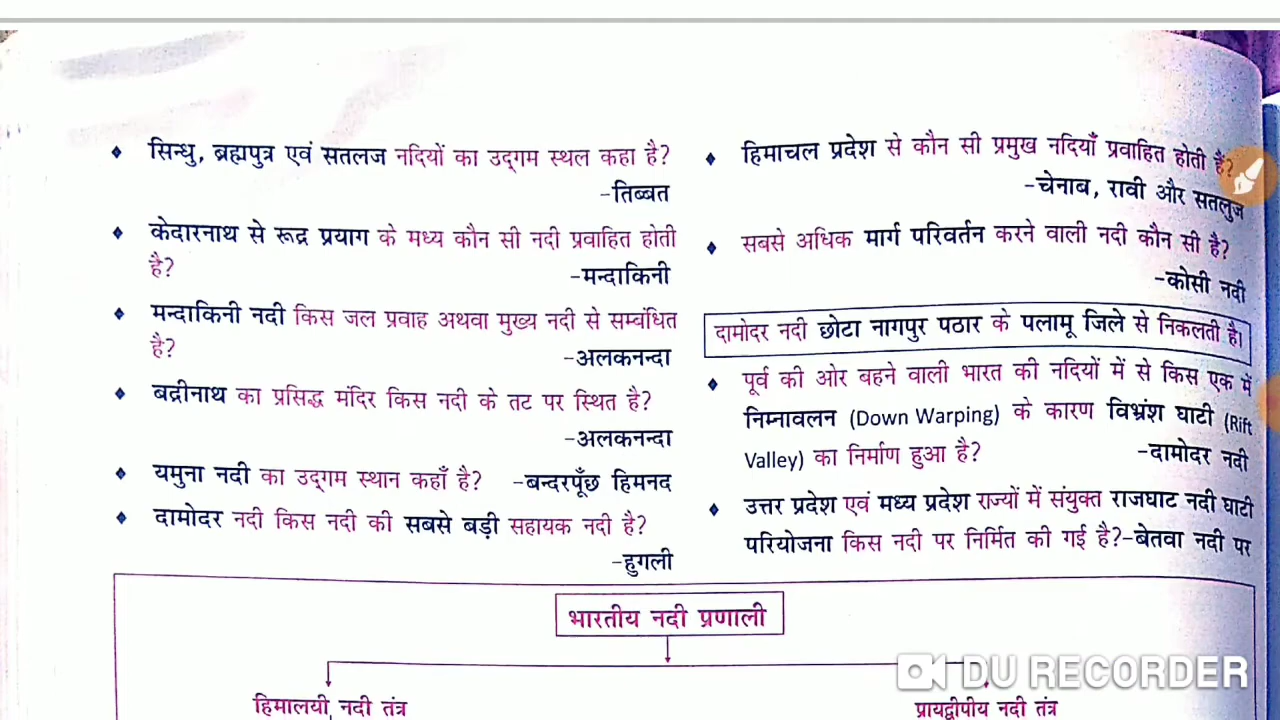 सिन्धु, ब्रह्मपुत्र एवं सतलज नदियों का उद्‌गम स्थल कहा है?
-तिब्बत
केदारनाथ से रूद्र प्रयाग के मध्य कौन सी नदी प्रवाहित होती
है? -मन्दाकिनी
मन्दाकिनी नदी किस जल प्रवाह अथवा मुख्य नदी से सम्बंधित
है? -अलकनन्दा
बद्रीनाथ का प्रसिद्ध मंदिर किस नदी के तट पर स्थित है?
-अलकनन्दा
यमुना नदी का उद्‌गम स्थान कहाँ है? -बन्दरपूँछ हिमनद
दामोदर नदी किस नदी की सबसे बड़ी सहायक नदी है?
-हुगली
हिमाचल प्रदेश से कौन सी प्रमुख नदियाँ प्रवाहित होती हैं?
-चेनाब, रावी और सतलुज
सबसे अधिक मार्ग परिवर्तन करने वाली नदी कौन सी है?
-कोसी नदी
दामोदर नदी छोटा नागपुर पठार के पलामू जिले से निकलती है।
पूर्व की ओर बहने वाली भारत की नदियों में से किस एक में
निम्नावलन (Down Warping) के कारण विभ्रंश घाटी (Rift
Valley) का निर्माण हुआ है? -दामोदर नदी
उत्तर प्रदेश एवं मध्य प्रदेश राज्यों में संयुक्त राजघाट नदी घाटी
परियोजना किस नदी पर निर्मित की गई है?-बेतवा नदी पर
भारतीय नदी प्रणाली
हिमालयी नदी तंत्र
प्रायद्वीपीय नदी तंत्र
DU RECORDER